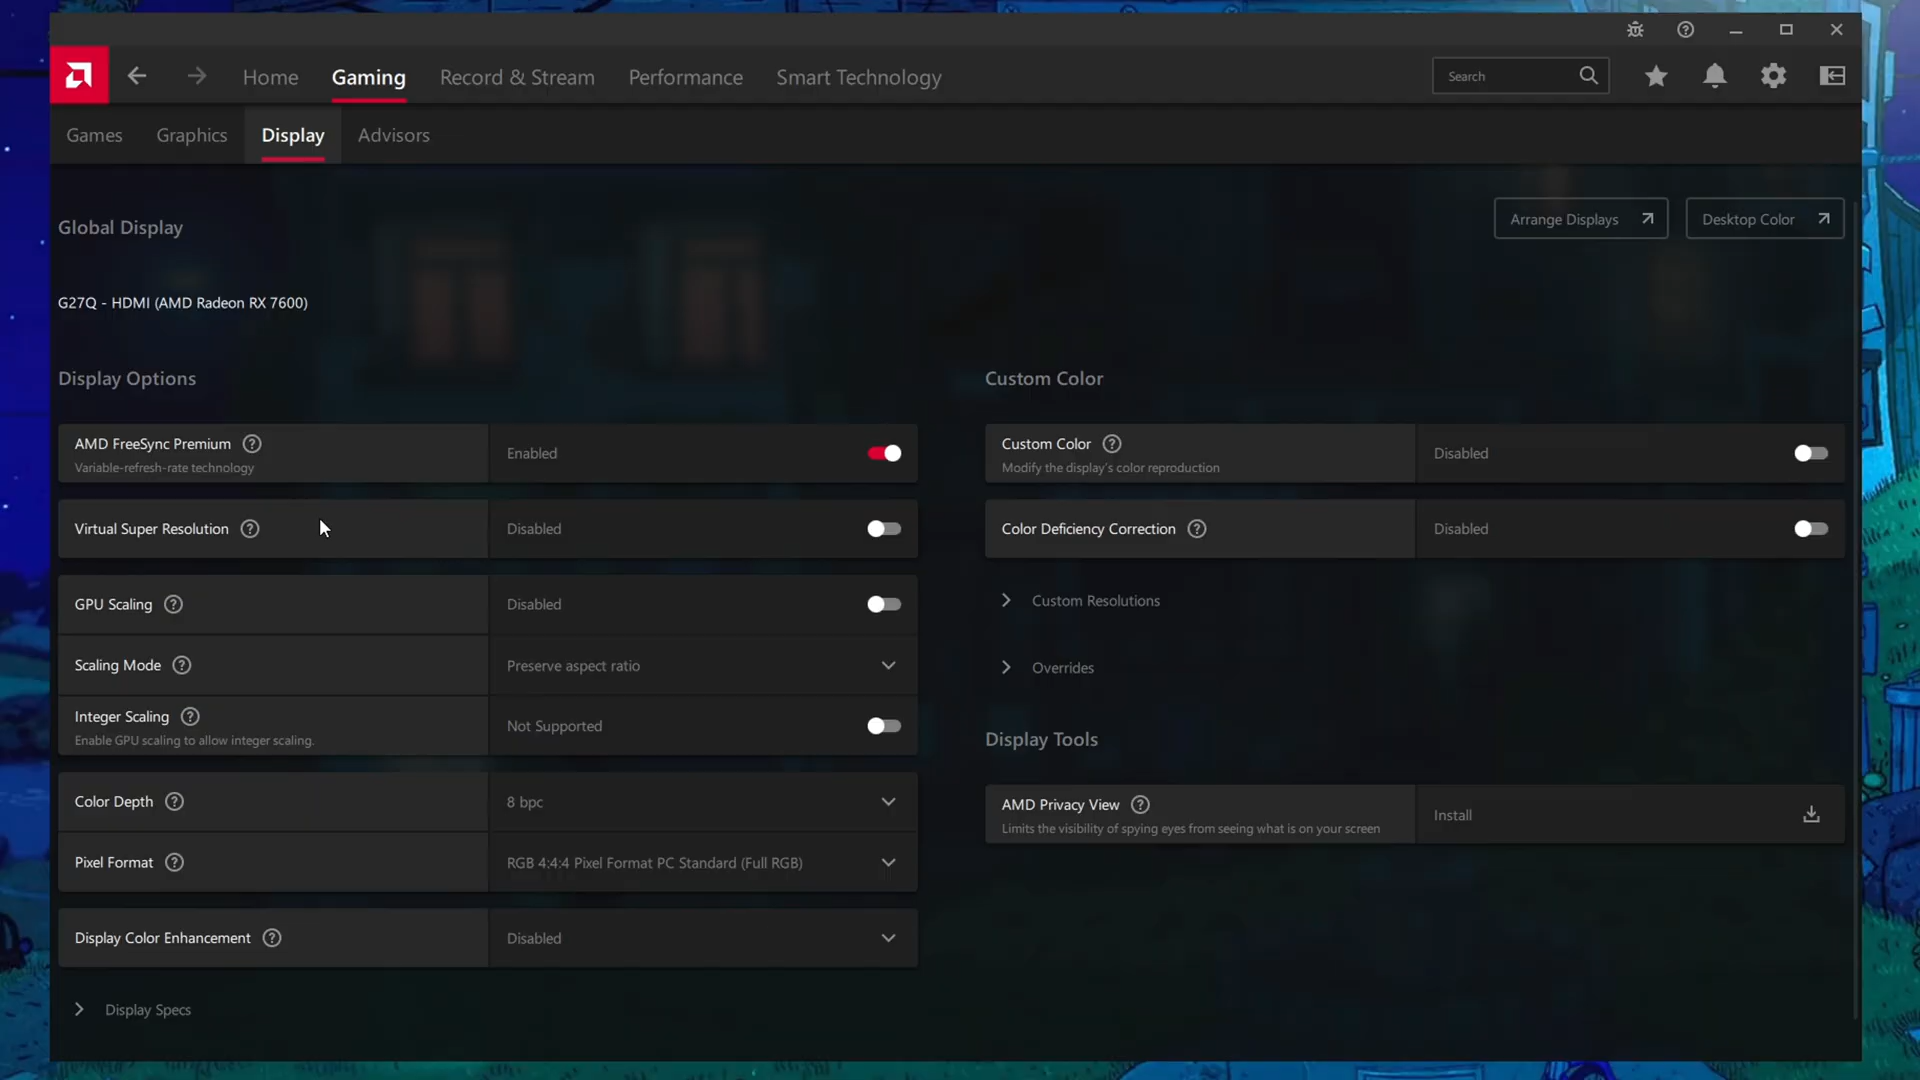 Home
Gaming
Record & Stream
Performance
Smart Technology
Search
Games
Graphics
Display
Advisors
Global Display
Arrange Displays
Desktop Color
G27Q - HDMI (AMD Radeon RX 7600)
Display Options
AMD FreeSync Premium
Variable-refresh-rate technology
Enabled
Virtual Super Resolution
Disabled
GPU Scaling
Disabled
Scaling Mode
Preserve aspect ratio
Integer Scaling
Enable GPU scaling to allow integer scaling.
Not Supported
Color Depth
8 bpc
Pixel Format
RGB 4:4:4 Pixel Format PC Standard (Full RGB)
Display Color Enhancement
Disabled
Display Specs
Custom Color
Custom Color
Modify the display's color reproduction
Disabled
Color Deficiency Correction
Disabled
Custom Resolutions
Overrides
Display Tools
AMD Privacy View
Limits the visibility of spying eyes from seeing what is on your screen
Install